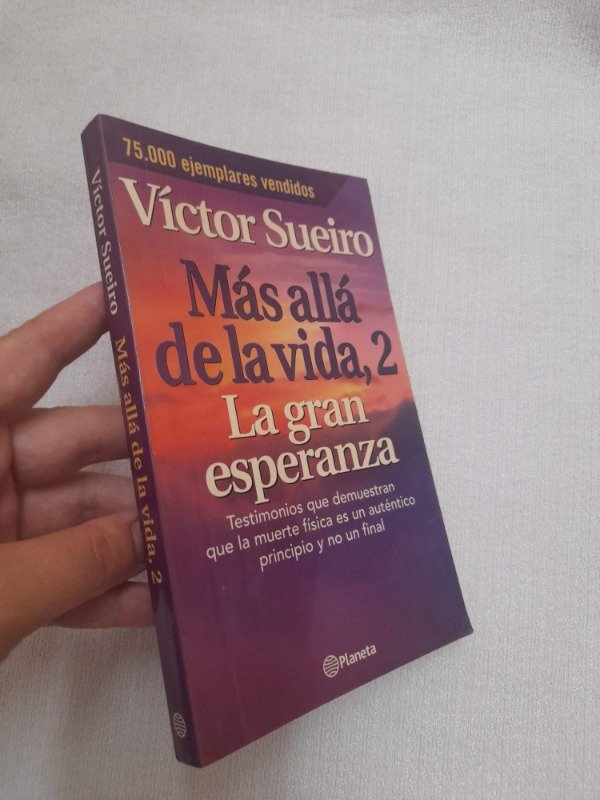 75.000 ejemplares vendidos
Víctor Sueiro
Más allá
de la vida, 2
La gran
esperanza
Testimonios que demuestran
que la muerte física es un auténtico
principio y no un final
Planeta
Víctor Sueiro Más allá de la vida, 2